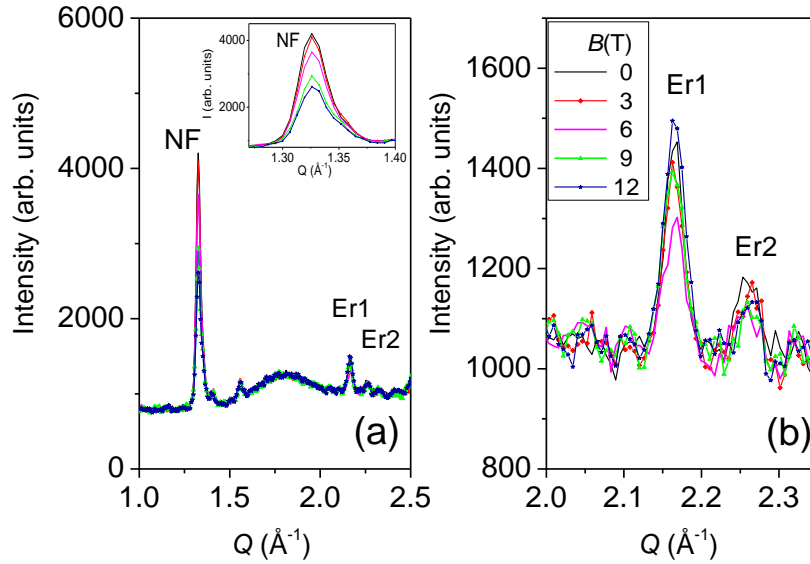 6000
4000
2000
0
Intensity (arb. units)
1.0
1.5
2.0
2.5
Q (Å⁻¹)
NF
Er1
Er2
(a)
NF
4000
2000
I (arb. units)
1.30
1.35
1.40
Q (Å⁻¹)
1600
1400
1200
1000
800
Intensity (arb. units)
B(T)
0
3
6
9
12
Er1
Er2
(b)
2.0
2.1
2.2
2.3
Q (Å⁻¹)